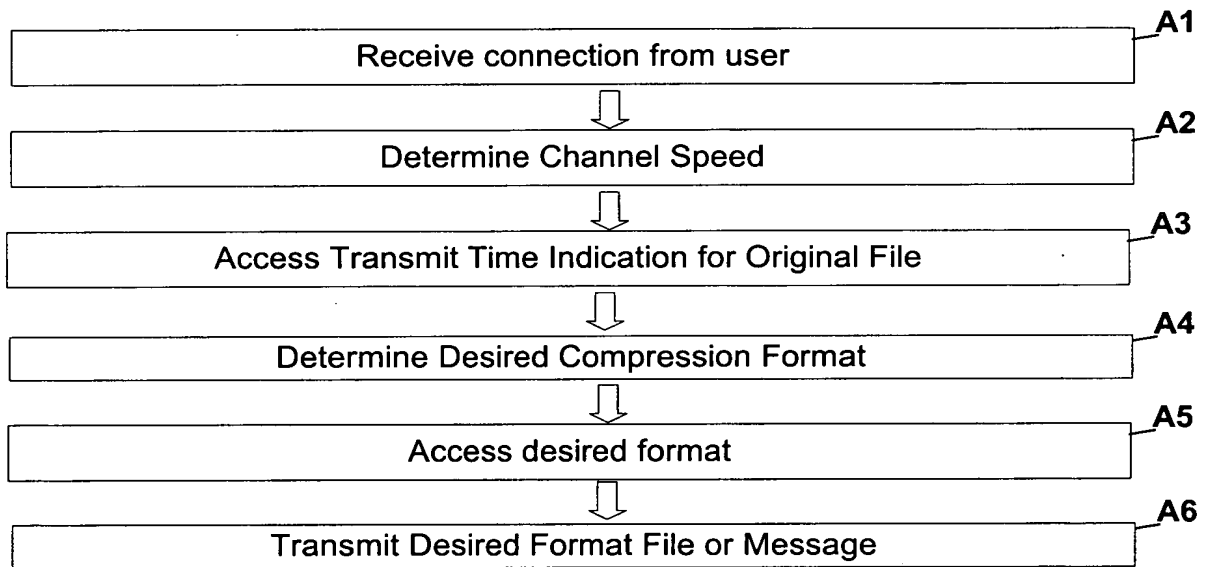 A1
Receive connection from user
A2
Determine Channel Speed
A3
Access Transmit Time Indication for Original File
A4
Determine Desired Compression Format
A5
Access desired format
A6
Transmit Desired Format File or Message